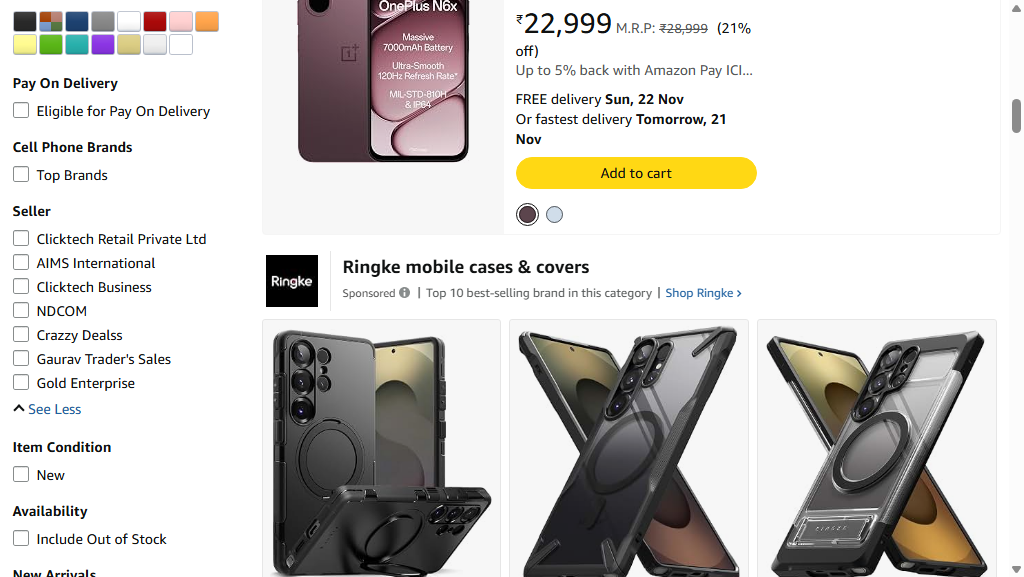 Pay On Delivery
Eligible for Pay On Delivery
Cell Phone Brands
Top Brands
Seller
Clicktech Retail Private Ltd
AIMS International
Clicktech Business
NDCOM
Crazzy Dealss
Gaurav Trader's Sales
Gold Enterprise
See Less
Item Condition
New
Availability
Include Out of Stock
New Arrivals
OnePlus N6x
Massive
7000mAh Battery
Ultra-Smooth
120Hz Refresh Rate*
MIL-STD-810H
& IP64
₹22,999 M.R.P: ₹28,999 (21%
off)
Up to 5% back with Amazon Pay ICI…
FREE delivery Sun, 22 Nov
Or fastest delivery Tomorrow, 21
Nov
Add to cart
Ringke
Ringke mobile cases & covers
Sponsored | Top 10 best-selling brand in this category | Shop Ringke ›
RINGKE